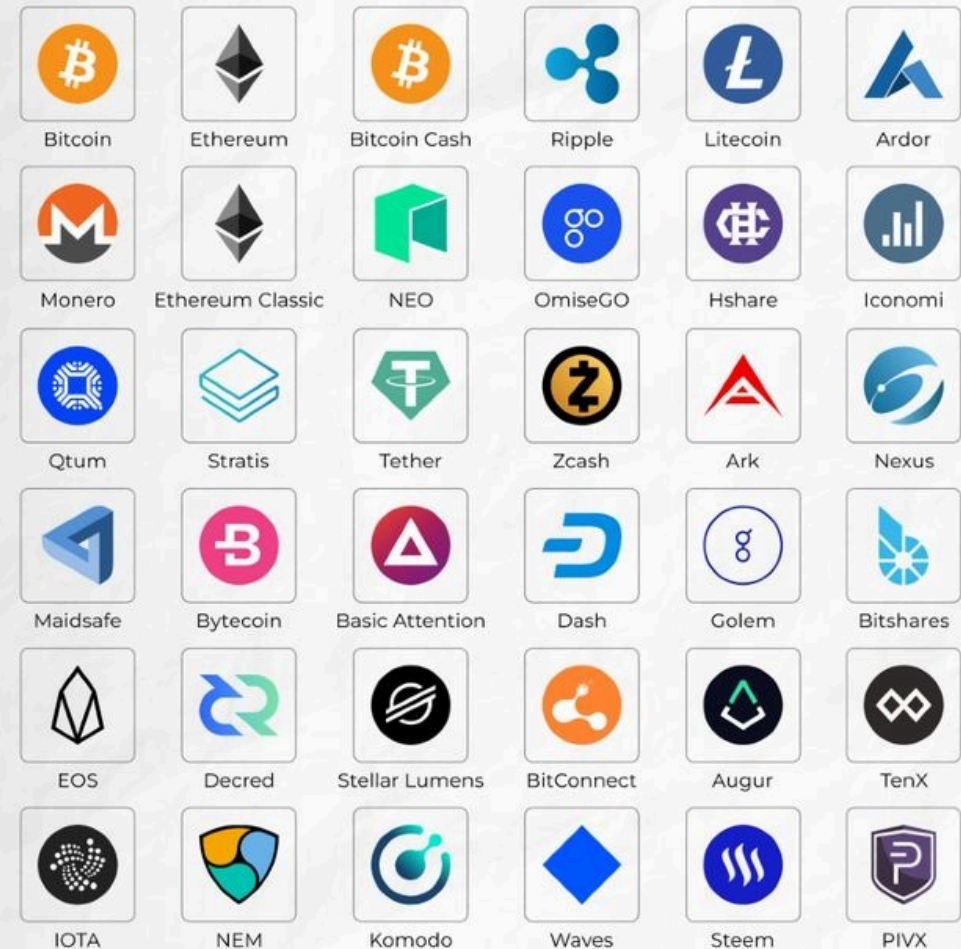 Bitcoin Ethereum Bitcoin Cash Ripple Litecoin Ardor
Monero Ethereum Classic NEO OmiseGO Hshare Iconomi
Qtum Stratis Tether Zcash Ark Nexus
Maidsafe Bytecoin Basic Attention Dash Golem Bitshares
EOS Decred Stellar Lumens BitConnect Augur TenX
IOTA NEM Komodo Waves Steem PIVX